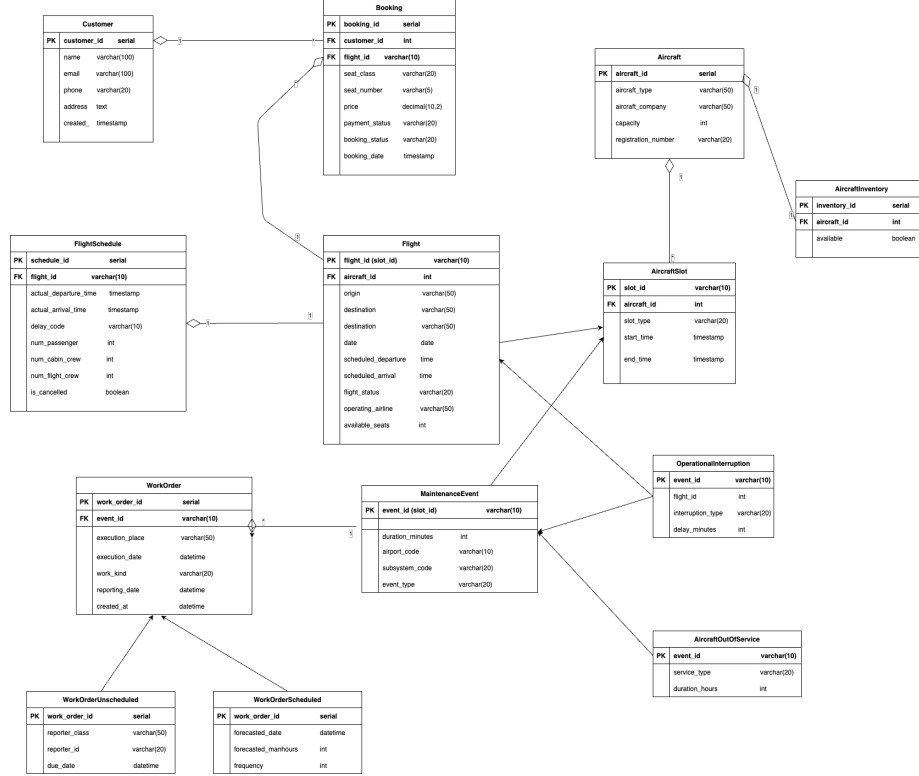 Customer
PK customer_id serial
name varchar(100)
email varchar(100)
phone varchar(20)
address text
created_ timestamp
Booking
PK booking_id serial
FK customer_id int
FK flight_id varchar(10)
seat_class varchar(20)
seat_number varchar(5)
price decimal(10,2)
payment_status varchar(20)
booking_status varchar(20)
booking_date timestamp
1
*
*
1
Aircraft
PK aircraft_id serial
aircraft_type varchar(50)
aircraft_company varchar(50)
capacity int
registration_number varchar(20)
1
1
1
*
AircraftInventory
PK inventory_id serial
FK aircraft_id int
available boolean
FlightSchedule
PK schedule_id serial
FK flight_id varchar(10)
actual_departure_time timestamp
actual_arrival_time timestamp
delay_code varchar(10)
num_passenger int
num_cabin_crew int
num_flight_crew int
is_cancelled boolean
1
1
Flight
PK flight_id (slot_id) varchar(10)
FK aircraft_id int
origin varchar(50)
destination varchar(50)
destination varchar(50)
date date
scheduled_departure time
scheduled_arrival time
flight_status varchar(20)
operating_airline varchar(50)
available_seats int
AircraftSlot
PK slot_id varchar(10)
FK aircraft_id int
slot_type varchar(20)
start_time timestamp
end_time timestamp
WorkOrder
PK work_order_id serial
FK event_id varchar(10)
execution_place varchar(50)
execution_date datetime
work_kind varchar(20)
reporting_date datetime
created_at datetime
*
1
MaintenanceEvent
PK event_id (slot_id) varchar(10)
duration_minutes int
airport_code varchar(10)
subsystem_code varchar(20)
event_type varchar(20)
OperationalInterruption
PK event_id varchar(10)
flight_id int
interruption_type varchar(20)
delay_minutes int
AircraftOutOfService
PK event_id varchar(10)
service_type varchar(20)
duration_hours int
WorkOrderUnscheduled
PK work_order_id serial
reporter_class varchar(50)
reporter_id varchar(20)
due_date datetime
WorkOrderScheduled
PK work_order_id serial
forecasted_date datetime
forecasted_manhours int
frequency int